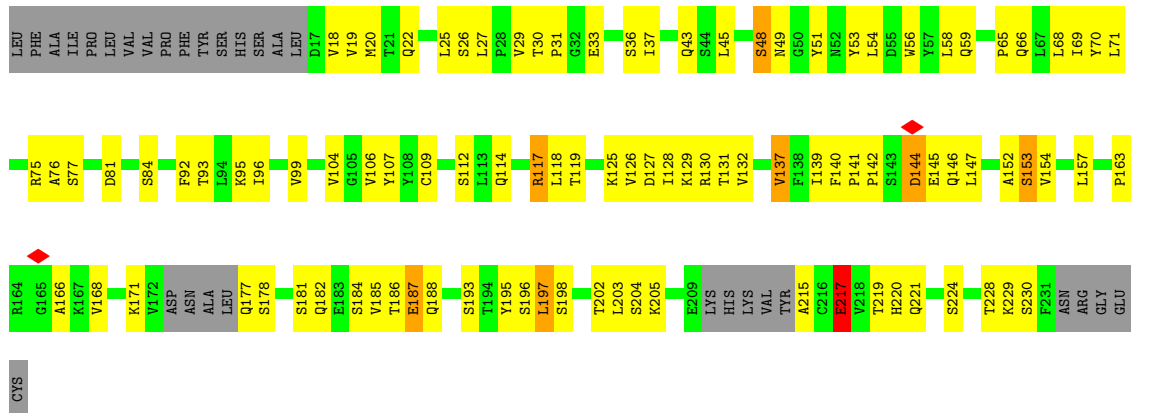 LEU PHE ALA ILE PRO LEU VAL VAL PRO PHE TYR SER HIS SER ALA LEU D17 V18 V19 M20 T21 Q22 L25 S26 L27 P28 V29 T30 P31 G32 E33 S36 I37 Q43 S44 L45 S48 N49 G50 Y51 N52 Y53 L54 D55 W56 Y57 L58 Q59 P65 Q66 L67 L68 I69 Y70 L71
R75 A76 S77 D81 S84 F92 T93 L94 K95 I96 V99 V104 G105 V106 Y107 Y108 C109 S112 L113 Q114 R117 L118 T119 K125 V126 D127 I128 K129 R130 T131 V132 V137 F138 I139 F140 P141 P142 S143 D144 E145 Q146 L147 A152 S153 V154 L157 P163
R164 G165 A166 K167 V168 K171 V172 ASP ASN ALA LEU Q177 S178 S181 Q182 E183 S184 V185 T186 E187 Q188 S193 T194 Y195 S196 L197 S198 T202 L203 S204 K205 E209 LYS HIS LYS VAL TYR A215 C216 E217 V218 T219 H220 Q221 S224 T228 K229 S230 F231 ASN ARG GLY GLU
CYS